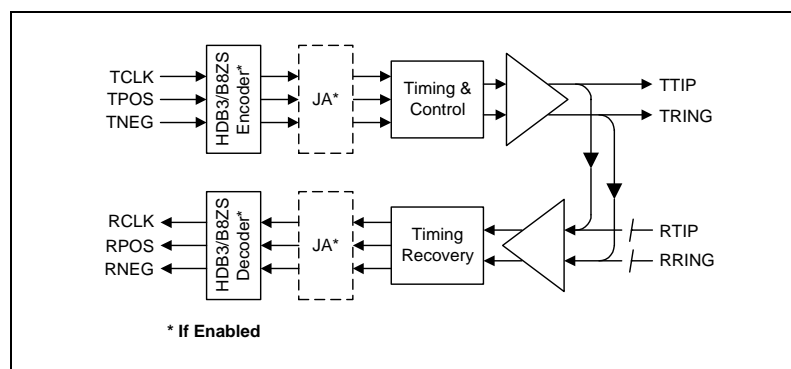 TCLK
TPOS
TNEG
HDB3/B8ZS
Encoder*
JA*
Timing &
Control
TTIP
TRING
RCLK
RPOS
RNEG
HDB3/B8ZS
Decoder*
JA*
Timing
Recovery
RTIP
RRING
* If Enabled